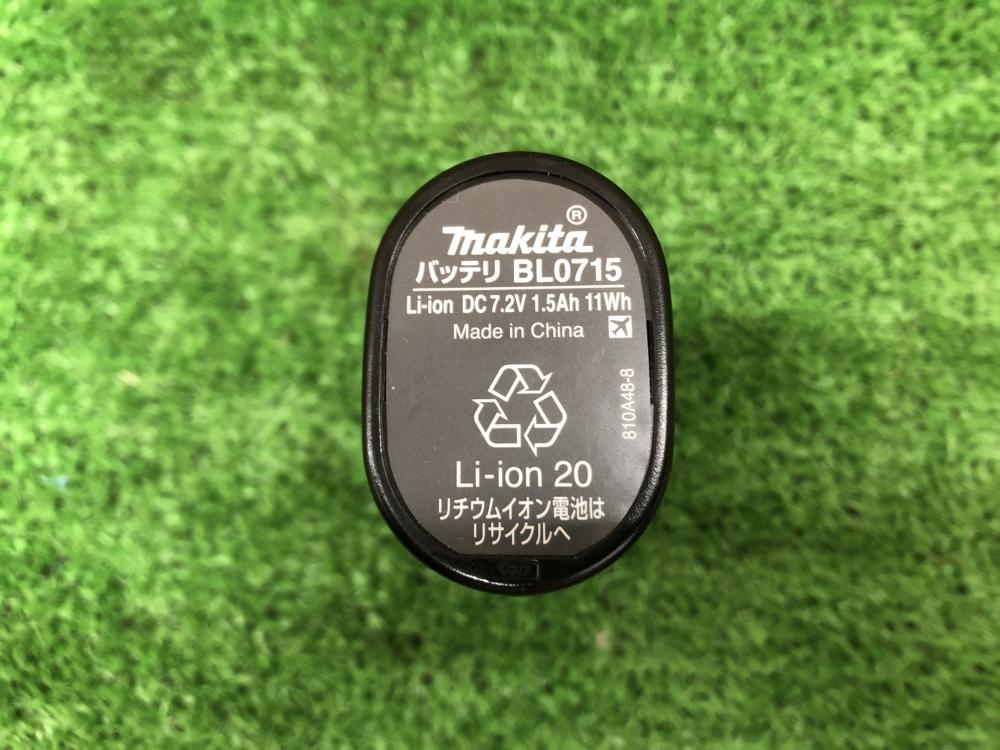 makita®
バッテリ BL0715
Li-ion DC 7.2V 1.5Ah 11Wh
Made in China
810A48-8
Li-ion 20
リチウムイオン電池は
リサイクルへ